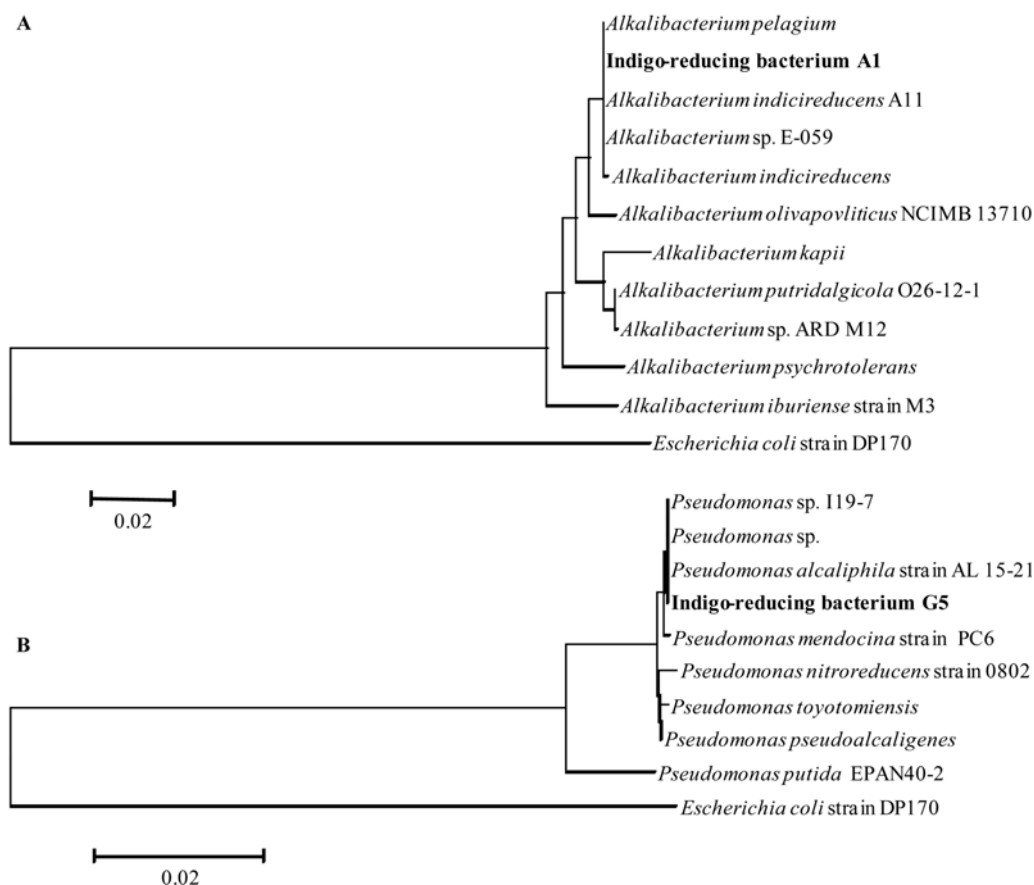 A
Alkalibacterium pelagium
Indigo-reducing bacterium A1
Alkalibacterium indicireducens A11
Alkalibacterium sp. E-059
Alkalibacterium indicireducens
Alkalibacterium olivapovliticus NCIMB 13710
Alkalibacterium kapii
Alkalibacterium putridalgicola O26-12-1
Alkalibacterium sp. ARD M12
Alkalibacterium psychrotolerans
Alkalibacterium iburiense strain M3
Escherichia coli strain DP170
0.02
Pseudomonas sp. I19-7
Pseudomonas sp.
Pseudomonas alcaliphila strain AL 15-21
Indigo-reducing bacterium G5
B
Pseudomonas mendocina strain PC6
Pseudomonas nitroreducens strain 0802
Pseudomonas toyotomiensis
Pseudomonas pseudoalcaligenes
Pseudomonas putida EPAN40-2
Escherichia coli strain DP170
0.02